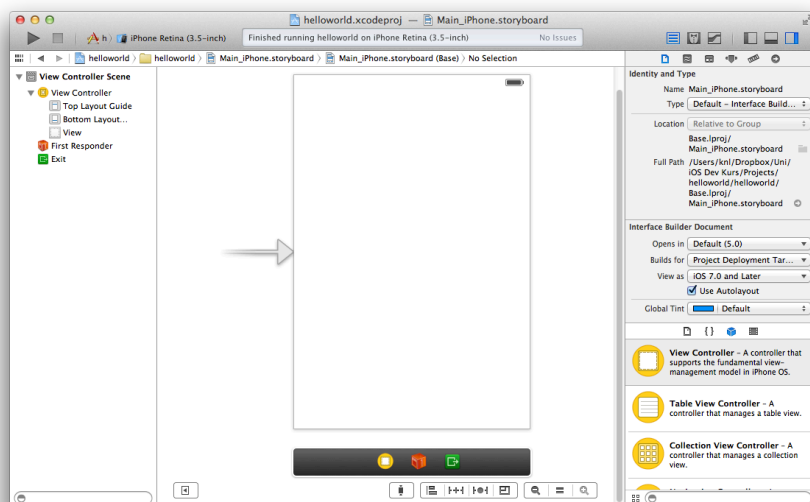 helloworld.xcodeproj — Main_iPhone.storyboard
h › iPhone Retina (3.5-inch)
Finished running helloworld on iPhone Retina (3.5-inch)
No Issues
helloworld › helloworld › Main_iPhone.storyboard › Main_iPhone.storyboard (Base) › No Selection
View Controller Scene
View Controller
Top Layout Guide
Bottom Layout...
View
First Responder
Exit
Identity and Type
Name Main_iPhone.storyboard
Type Default - Interface Build...
Location Relative to Group
Base.lproj/
Main_iPhone.storyboard
Full Path /Users/knl/Dropbox/Uni/
iOS Dev Kurs/Projects/
helloworld/helloworld/
Base.lproj/
Main_iPhone.storyboard
Interface Builder Document
Opens in Default (5.0)
Builds for Project Deployment Tar...
View as iOS 7.0 and Later
Use Autolayout
Global Tint Default
View Controller - A controller that
supports the fundamental view-
management model in iPhone OS.
Table View Controller - A
controller that manages a table view.
Collection View Controller - A
controller that manages a collection
view.